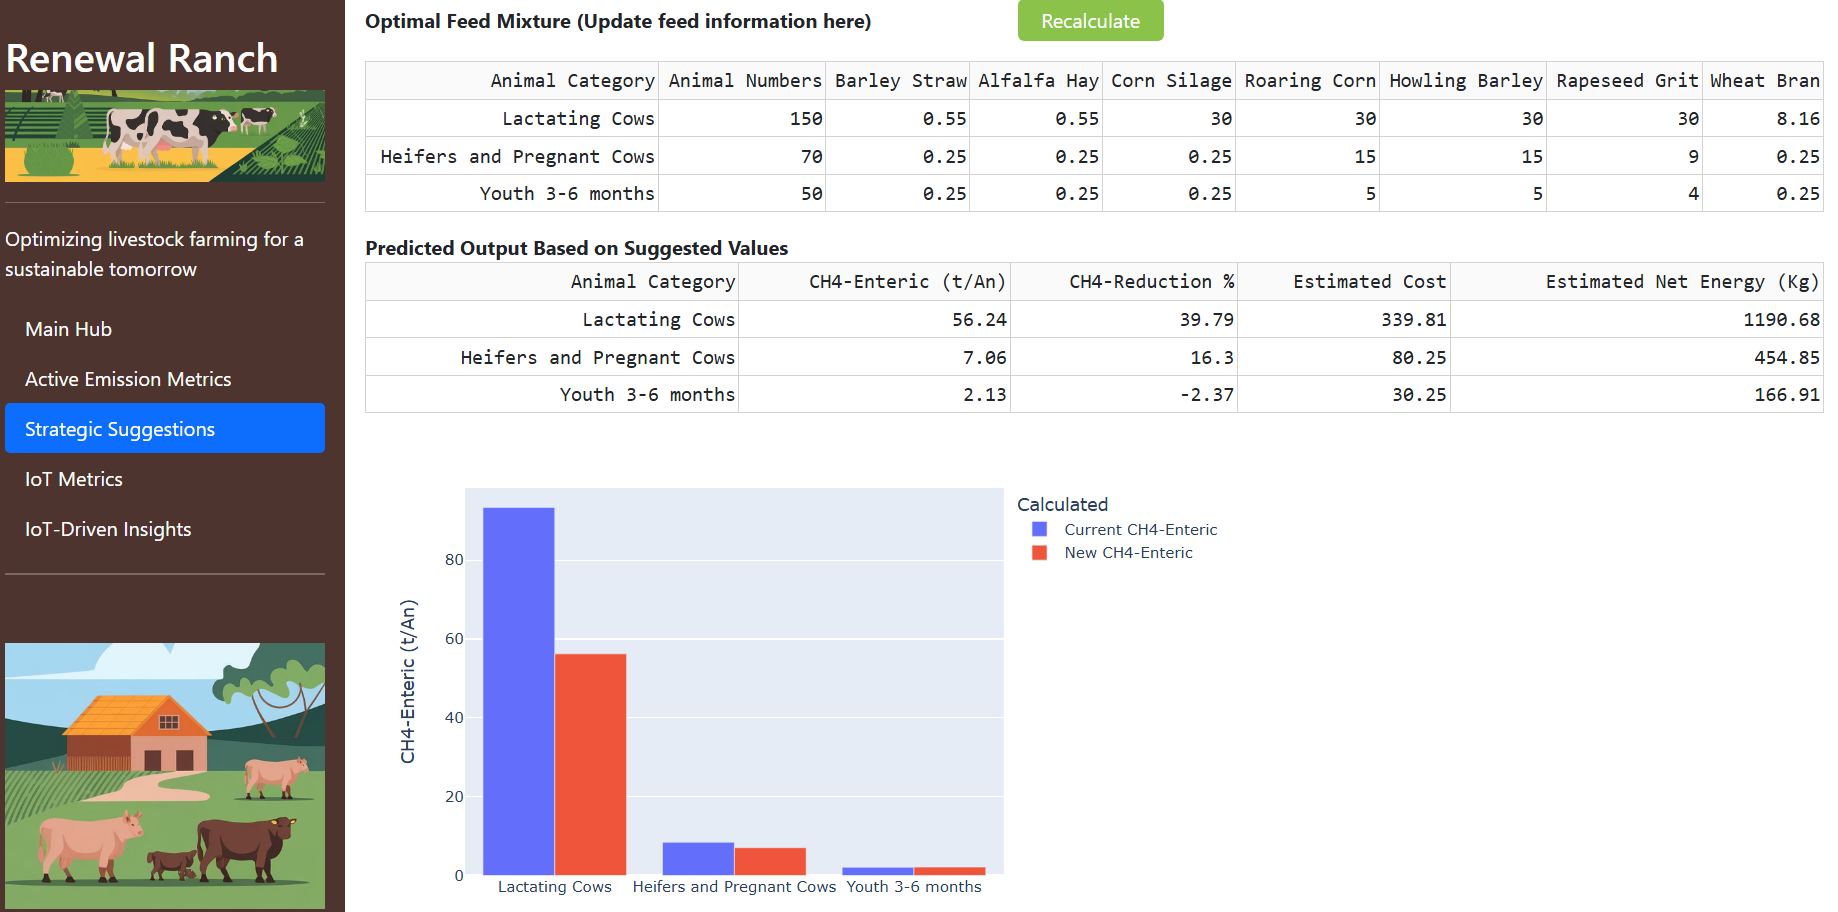 Renewal Ranch
Optimizing livestock farming for a
sustainable tomorrow
Main Hub
Active Emission Metrics
Strategic Suggestions
IoT Metrics
IoT-Driven Insights
Optimal Feed Mixture (Update feed information here)
Recalculate
Animal Category Animal Numbers Barley Straw Alfalfa Hay Corn Silage Roaring Corn Howling Barley Rapeseed Grit Wheat Bran
Lactating Cows 150 0.55 0.55 30 30 30 30 8.16
Heifers and Pregnant Cows 70 0.25 0.25 0.25 15 15 9 0.25
Youth 3-6 months 50 0.25 0.25 0.25 5 5 4 0.25
Predicted Output Based on Suggested Values
Animal Category CH4-Enteric (t/An) CH4-Reduction % Estimated Cost Estimated Net Energy (Kg)
Lactating Cows 56.24 39.79 339.81 1190.68
Heifers and Pregnant Cows 7.06 16.3 80.25 454.85
Youth 3-6 months 2.13 -2.37 30.25 166.91
CH4-Enteric (t/An)
80
60
40
20
0
Lactating Cows Heifers and Pregnant Cows Youth 3-6 months
Calculated
Current CH4-Enteric
New CH4-Enteric